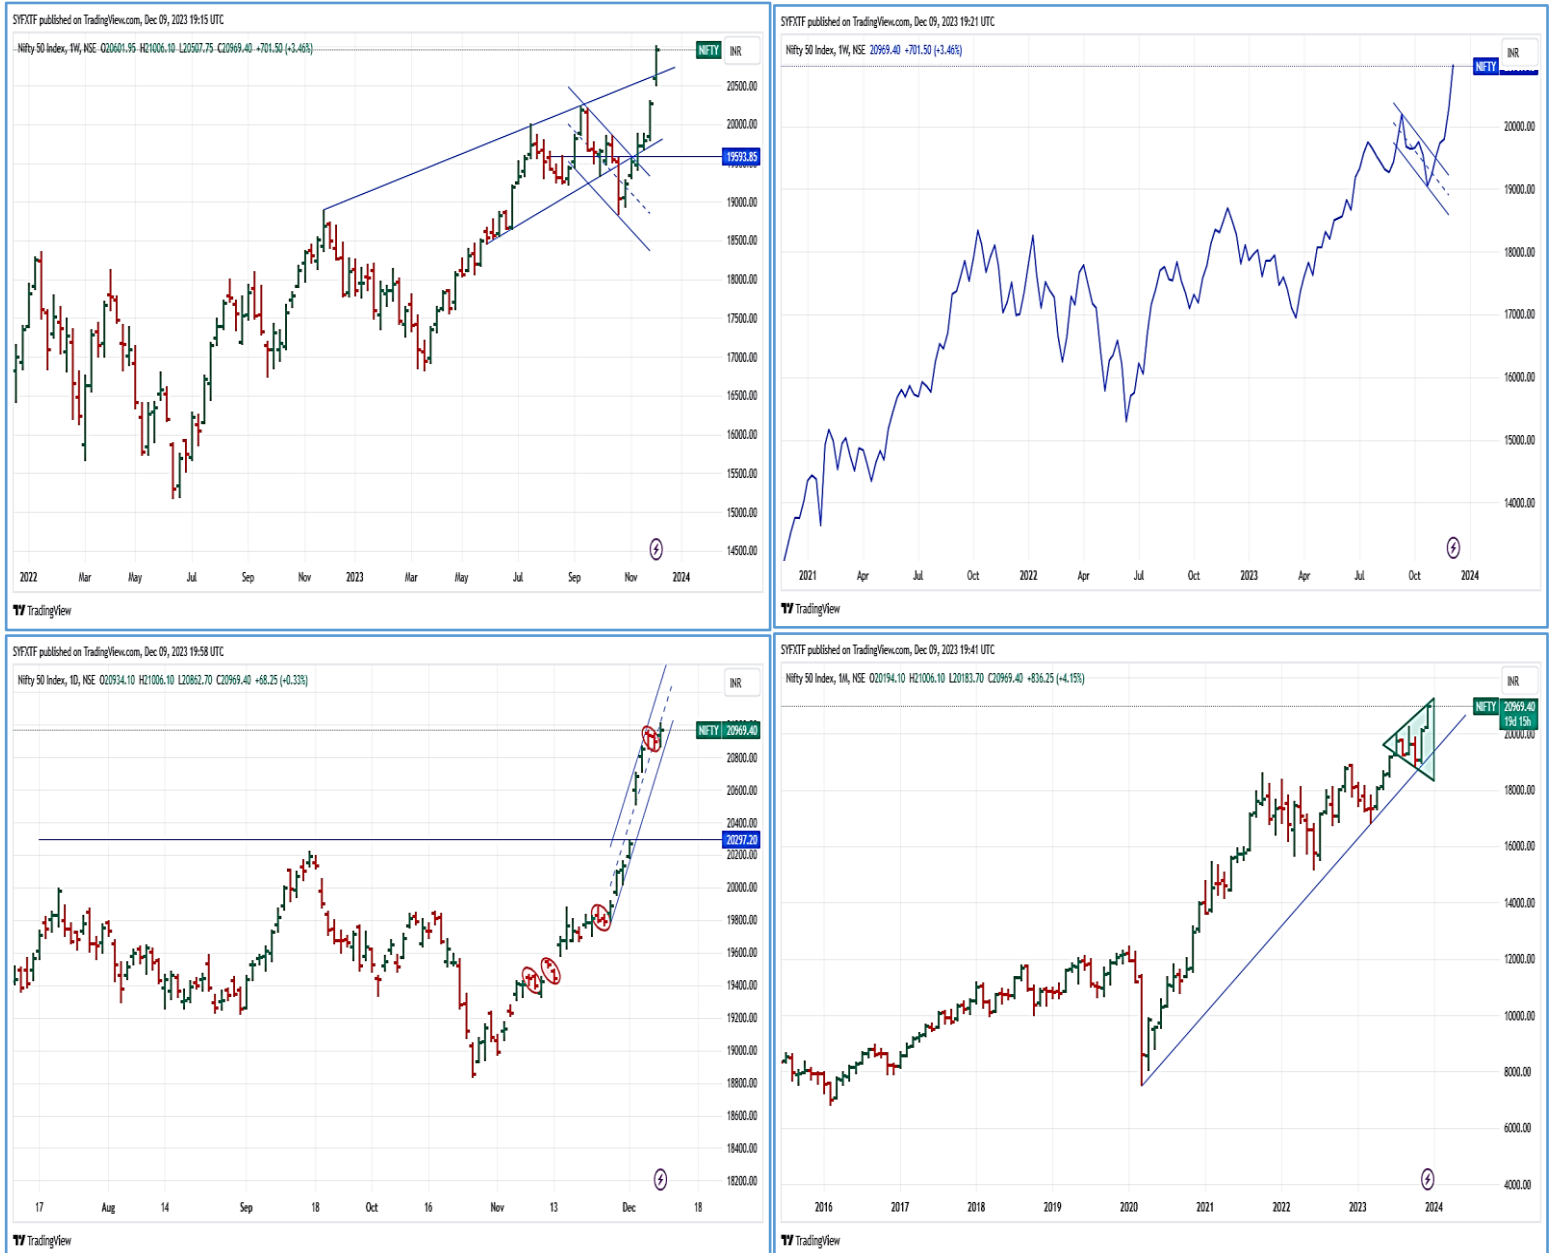 SYFXTF published on TradingView.com, Dec 09, 2023 19:15 UTC
Nifty 50 Index, 1W, NSE O20601.95 H21006.10 L20507.75 C20969.40 +701.50 (+3.46%)
NIFTY
INR
20500.00
20000.00
19593.85
19000.00
18500.00
18000.00
17500.00
17000.00
16500.00
16000.00
15500.00
15000.00
14500.00
2022 Mar May Jul Sep Nov 2023 Mar May Jul Sep Nov 2024
TradingView
SYFXTF published on TradingView.com, Dec 09, 2023 19:21 UTC
Nifty 50 Index, 1W, NSE 20969.40 +701.50 (+3.46%)
INR
NIFTY
20000.00
19000.00
18000.00
17000.00
16000.00
15000.00
14000.00
2021 Apr Jul Oct 2022 Apr Jul Oct 2023 Apr Jul Oct 2024
TradingView
SYFXTF published on TradingView.com, Dec 09, 2023 19:58 UTC
Nifty 50 Index, 1D, NSE O20934.10 H21006.10 L20862.70 C20969.40 +68.25 (+0.33%)
INR
NIFTY 20969.40
20800.00
20600.00
20400.00
20297.20
20200.00
20000.00
19800.00
19600.00
19400.00
19200.00
19000.00
18800.00
18600.00
18400.00
18200.00
17 Aug 14 Sep 18 Oct 16 Nov 13 Dec 18
TradingView
SYFXTF published on TradingView.com, Dec 09, 2023 19:41 UTC
Nifty 50 Index, 1M, NSE O20194.10 H21006.10 L20183.70 C20969.40 +836.25 (+4.15%)
INR
NIFTY 20969.40
19d 15h
20000.00
18000.00
16000.00
14000.00
12000.00
10000.00
8000.00
6000.00
4000.00
2016 2017 2018 2019 2020 2021 2022 2023 2024
TradingView